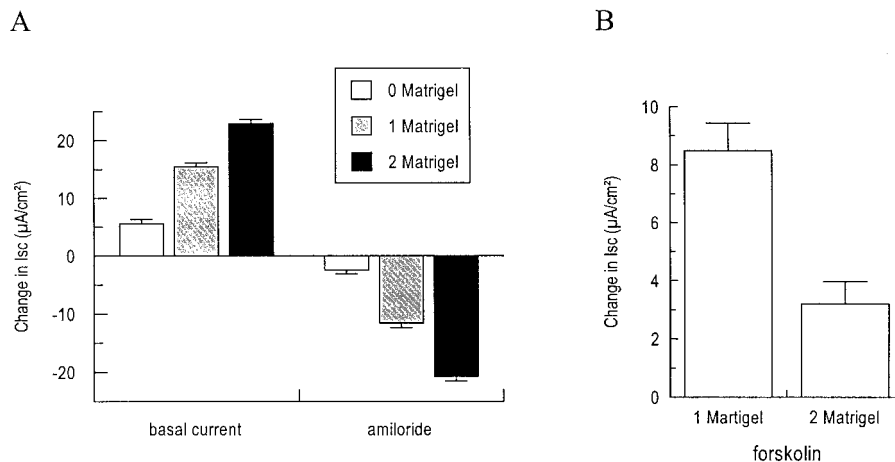 A
0 Matrigel
1 Matrigel
2 Matrigel
Change in Isc (µA/cm²)
20
10
0
-10
-20
basal current
amiloride
B
Change in Isc (µA/cm²)
10
8
6
4
2
0
1 Martigel
2 Matrigel
forskolin